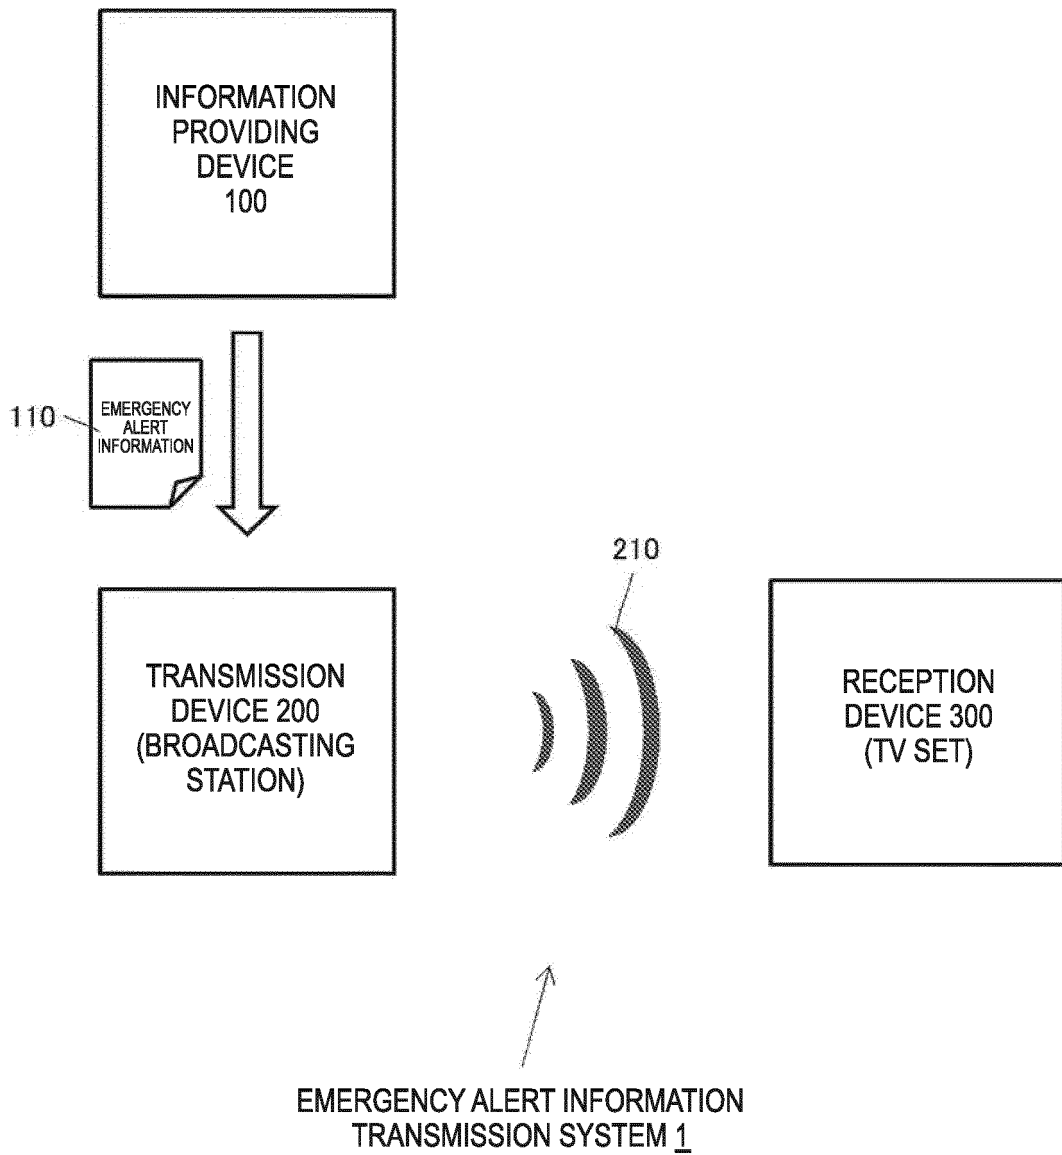 INFORMATION
PROVIDING
DEVICE
100
110
EMERGENCY
ALERT
INFORMATION
210
TRANSMISSION
DEVICE 200
(BROADCASTING
STATION)
RECEPTION
DEVICE 300
(TV SET)
EMERGENCY ALERT INFORMATION
TRANSMISSION SYSTEM 1